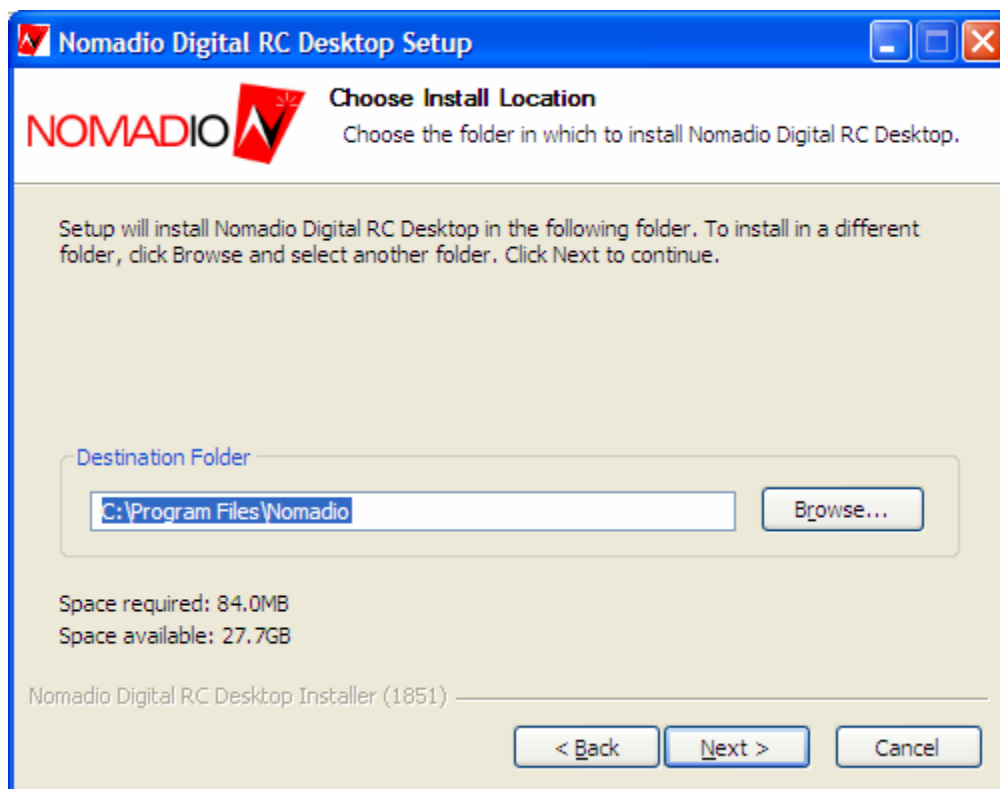 Nomadio Digital RC Desktop Setup
NOMADIO
Choose Install Location
Choose the folder in which to install Nomadio Digital RC Desktop.
Setup will install Nomadio Digital RC Desktop in the following folder. To install in a different
folder, click Browse and select another folder. Click Next to continue.
Destination Folder
C:\Program Files\Nomadio
Browse...
Space required: 84.0MB
Space available: 27.7GB
Nomadio Digital RC Desktop Installer (1851)
< Back
Next >
Cancel